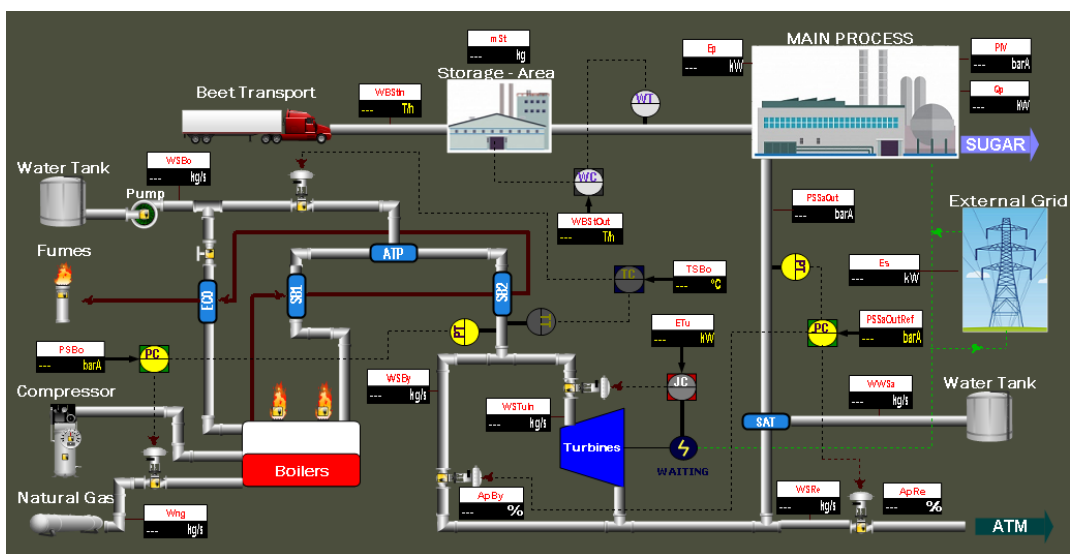 mSt
--- kg
Storage - Area
Ep
--- kW
MAIN PROCESS
PIV
--- barA
Qp
--- kW
Beet Transport
WBStIn
--- T/h
WT
SUGAR
Water Tank
WSBo
--- kg/s
Pump
WC
WBStOut
--- T/h
PSSaOut
--- barA
External Grid
Fumes
ECO
ATP
SH1
SH2
TC
TSBo
--- °C
PT
Es
--- kW
PSBo
--- barA
PC
PT
TT
ETu
--- kW
PC
PSSaOutRef
--- barA
Compressor
WSBy
--- kg/s
WSTuIn
--- kg/s
JC
WWSa
--- kg/s
Water Tank
SAT
Turbines
WAITING
Boilers
Natural Gas
Wng
--- kg/s
ApBy
--- %
WSRe
--- kg/s
ApRe
--- %
ATM